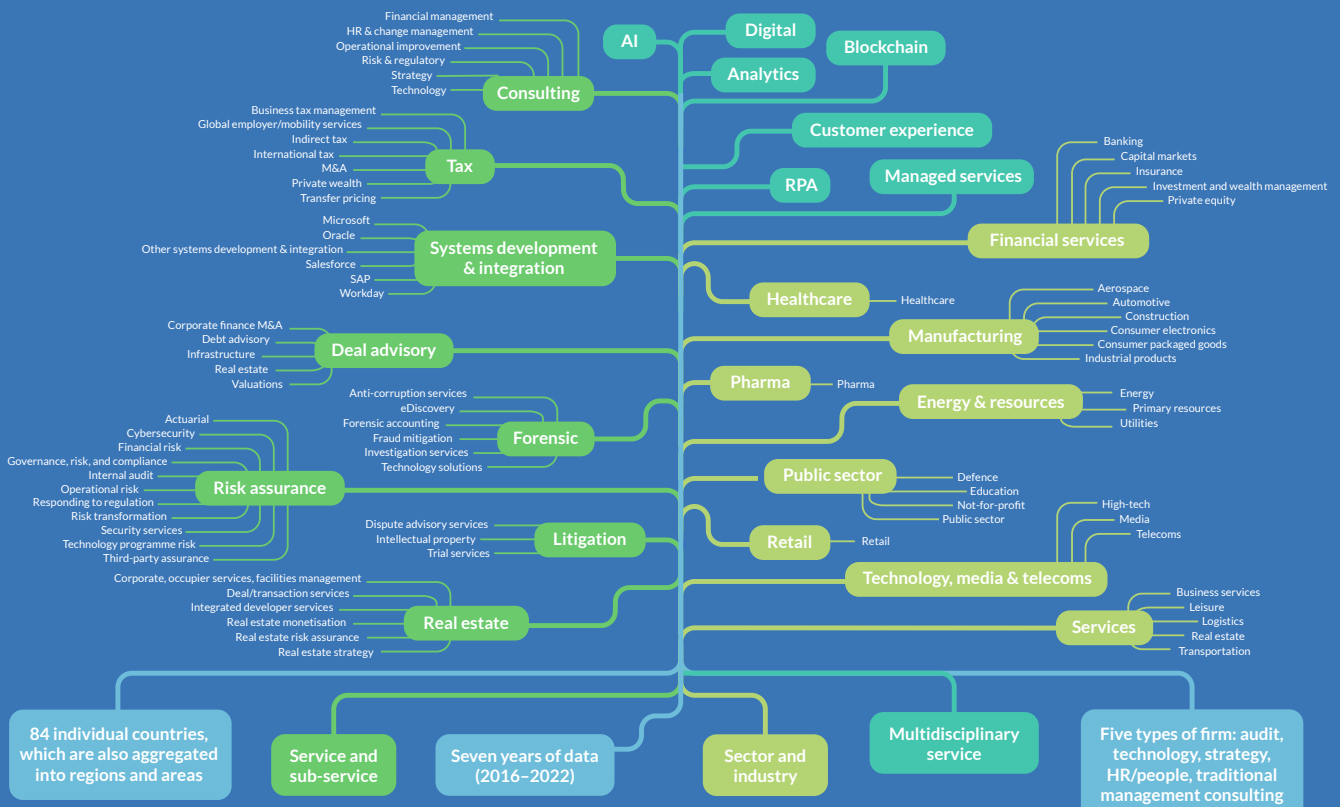 Financial management
HR & change management
Operational improvement
Risk & regulatory
Strategy
Technology
Consulting
Business tax management
Global employer/mobility services
Indirect tax
International tax
M&A
Private wealth
Transfer pricing
Tax
Microsoft
Oracle
Other systems development & integration
Salesforce
SAP
Workday
Systems development
& integration
Corporate finance M&A
Debt advisory
Infrastructure
Real estate
Valuations
Deal advisory
Anti-corruption services
eDiscovery
Forensic accounting
Fraud mitigation
Investigation services
Technology solutions
Forensic
Actuarial
Cybersecurity
Financial risk
Governance, risk, and compliance
Internal audit
Operational risk
Responding to regulation
Risk transformation
Security services
Technology programme risk
Third-party assurance
Risk assurance
Dispute advisory services
Intellectual property
Trial services
Litigation
Corporate, occupier services, facilities management
Deal/transaction services
Integrated developer services
Real estate monetisation
Real estate risk assurance
Real estate strategy
Real estate
AI
Digital
Blockchain
Analytics
Customer experience
RPA
Managed services
Banking
Capital markets
Insurance
Investment and wealth management
Private equity
Financial services
Healthcare
Healthcare
Aerospace
Automotive
Construction
Consumer electronics
Consumer packaged goods
Industrial products
Manufacturing
Pharma
Pharma
Energy & resources
Energy
Primary resources
Utilities
Public sector
Defence
Education
Not-for-profit
Public sector
Retail
Retail
High-tech
Media
Telecoms
Technology, media & telecoms
Business services
Leisure
Logistics
Real estate
Transportation
Services
84 individual countries,
which are also aggregated
into regions and areas
Service and
sub-service
Seven years of data
(2016–2022)
Sector and
industry
Multidisciplinary
service
Five types of firm: audit,
technology, strategy,
HR/people, traditional
management consulting